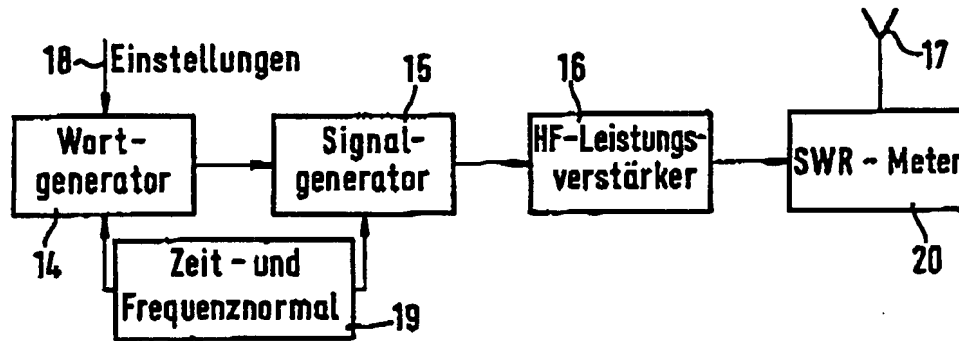 18
Einstellungen
15
16
17
Wort-
generator
Signal-
generator
HF-Leistungs-
verstärker
SWR - Meter
14
Zeit - und
Frequenznormal
19
20